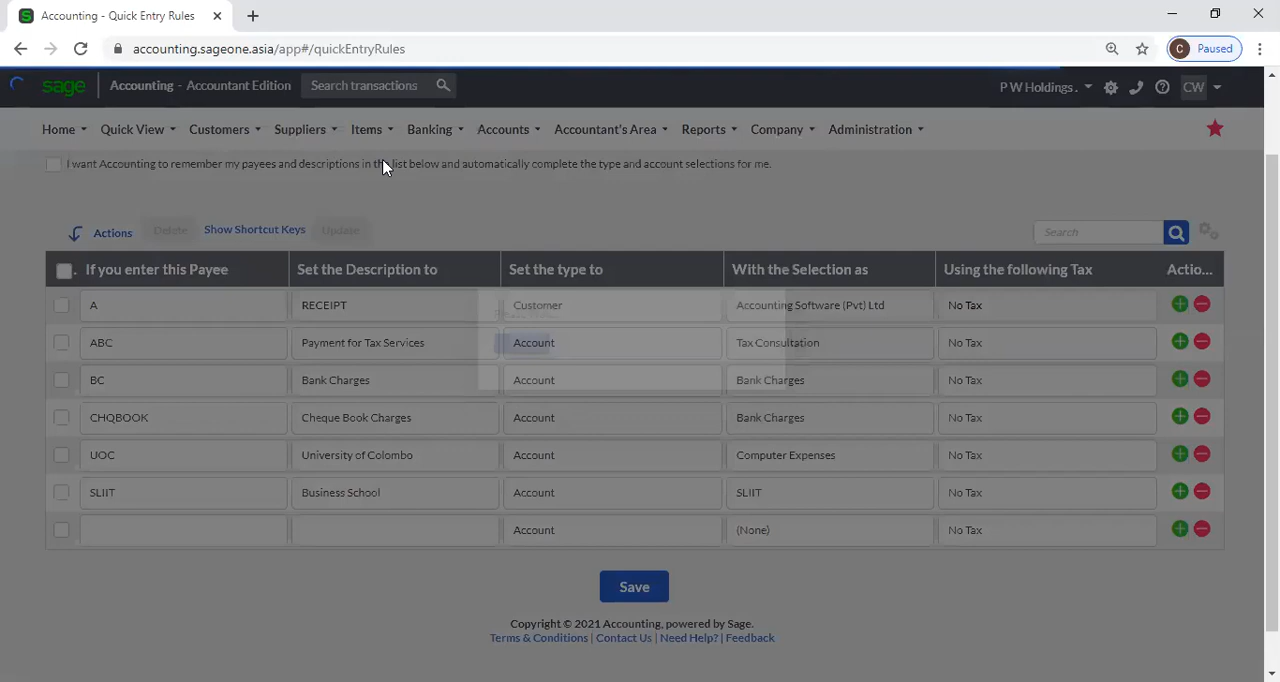 Accounting - Quick Entry Rules
accounting.sageone.asia/app#/quickEntryRules
C Paused
sage Accounting - Accountant Edition Search transactions P W Holdings . CW
Home Quick View Customers Suppliers Items Banking Accounts Accountant's Area Reports Company Administration
I want Accounting to remember my payees and descriptions in the list below and automatically complete the type and account selections for me.
Actions Delete Show Shortcut Keys Update Search
If you enter this Payee Set the Description to Set the type to With the Selection as Using the following Tax Actio...
A RECEIPT Customer Accounting Software (Pvt) Ltd No Tax
ABC Payment for Tax Services Account Tax Consultation No Tax
BC Bank Charges Account Bank Charges No Tax
CHQBOOK Cheque Book Charges Account Bank Charges No Tax
UOC University of Colombo Account Computer Expenses No Tax
SLIIT Business School Account SLIIT No Tax
Account (None) No Tax
Save
Copyright © 2021 Accounting, powered by Sage.
Terms & Conditions | Contact Us | Need Help? | Feedback